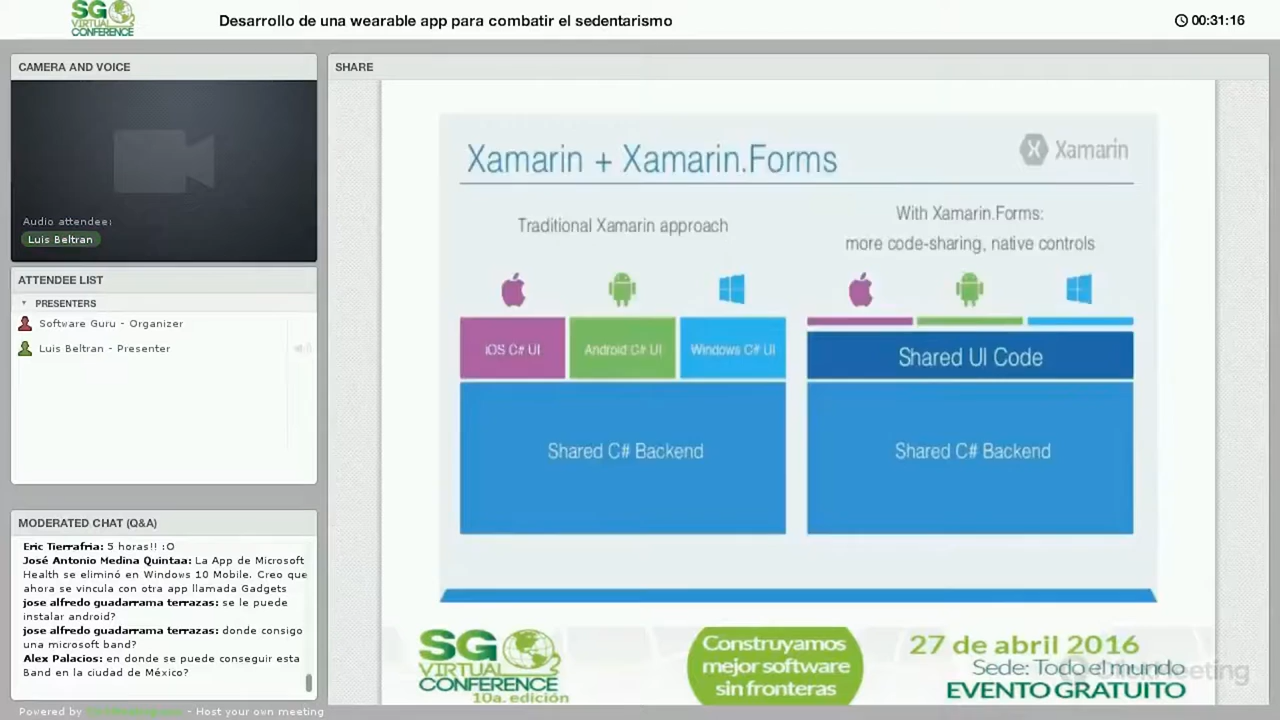 SG
VIRTUAL
CONFERENCE
Desarrollo de una wearable app para combatir el sedentarismo
00:31:16
CAMERA AND VOICE
Audio attendee:
Luis Beltran
ATTENDEE LIST
PRESENTERS
Software Guru - Organizer
Luis Beltran - Presenter
MODERATED CHAT (Q&A)
Eric Tierrafria: 5 horas!! :O
José Antonio Medina Quintaa: La App de Microsoft
Health se eliminó en Windows 10 Mobile. Creo que
ahora se vincula con otra app llamada Gadgets
jose alfredo guadarrama terrazas: se le puede
instalar android?
jose alfredo guadarrama terrazas: donde consigo
una microsoft band?
Alex Palacios: en donde se puede conseguir esta
Band en la ciudad de México?
Powered by ClickMeeting.com - Host your own meeting
SHARE
Xamarin + Xamarin.Forms
Xamarin
Traditional Xamarin approach
iOS C# UI
Android C# UI
Windows C# UI
Shared C# Backend
With Xamarin.Forms:
more code-sharing, native controls
Shared UI Code
Shared C# Backend
SG
VIRTUAL
CONFERENCE
10a. edición
Construyamos
mejor software
sin fronteras
27 de abril 2016
Sede: Todo el mundo
EVENTO GRATUITO
ClickMeeting